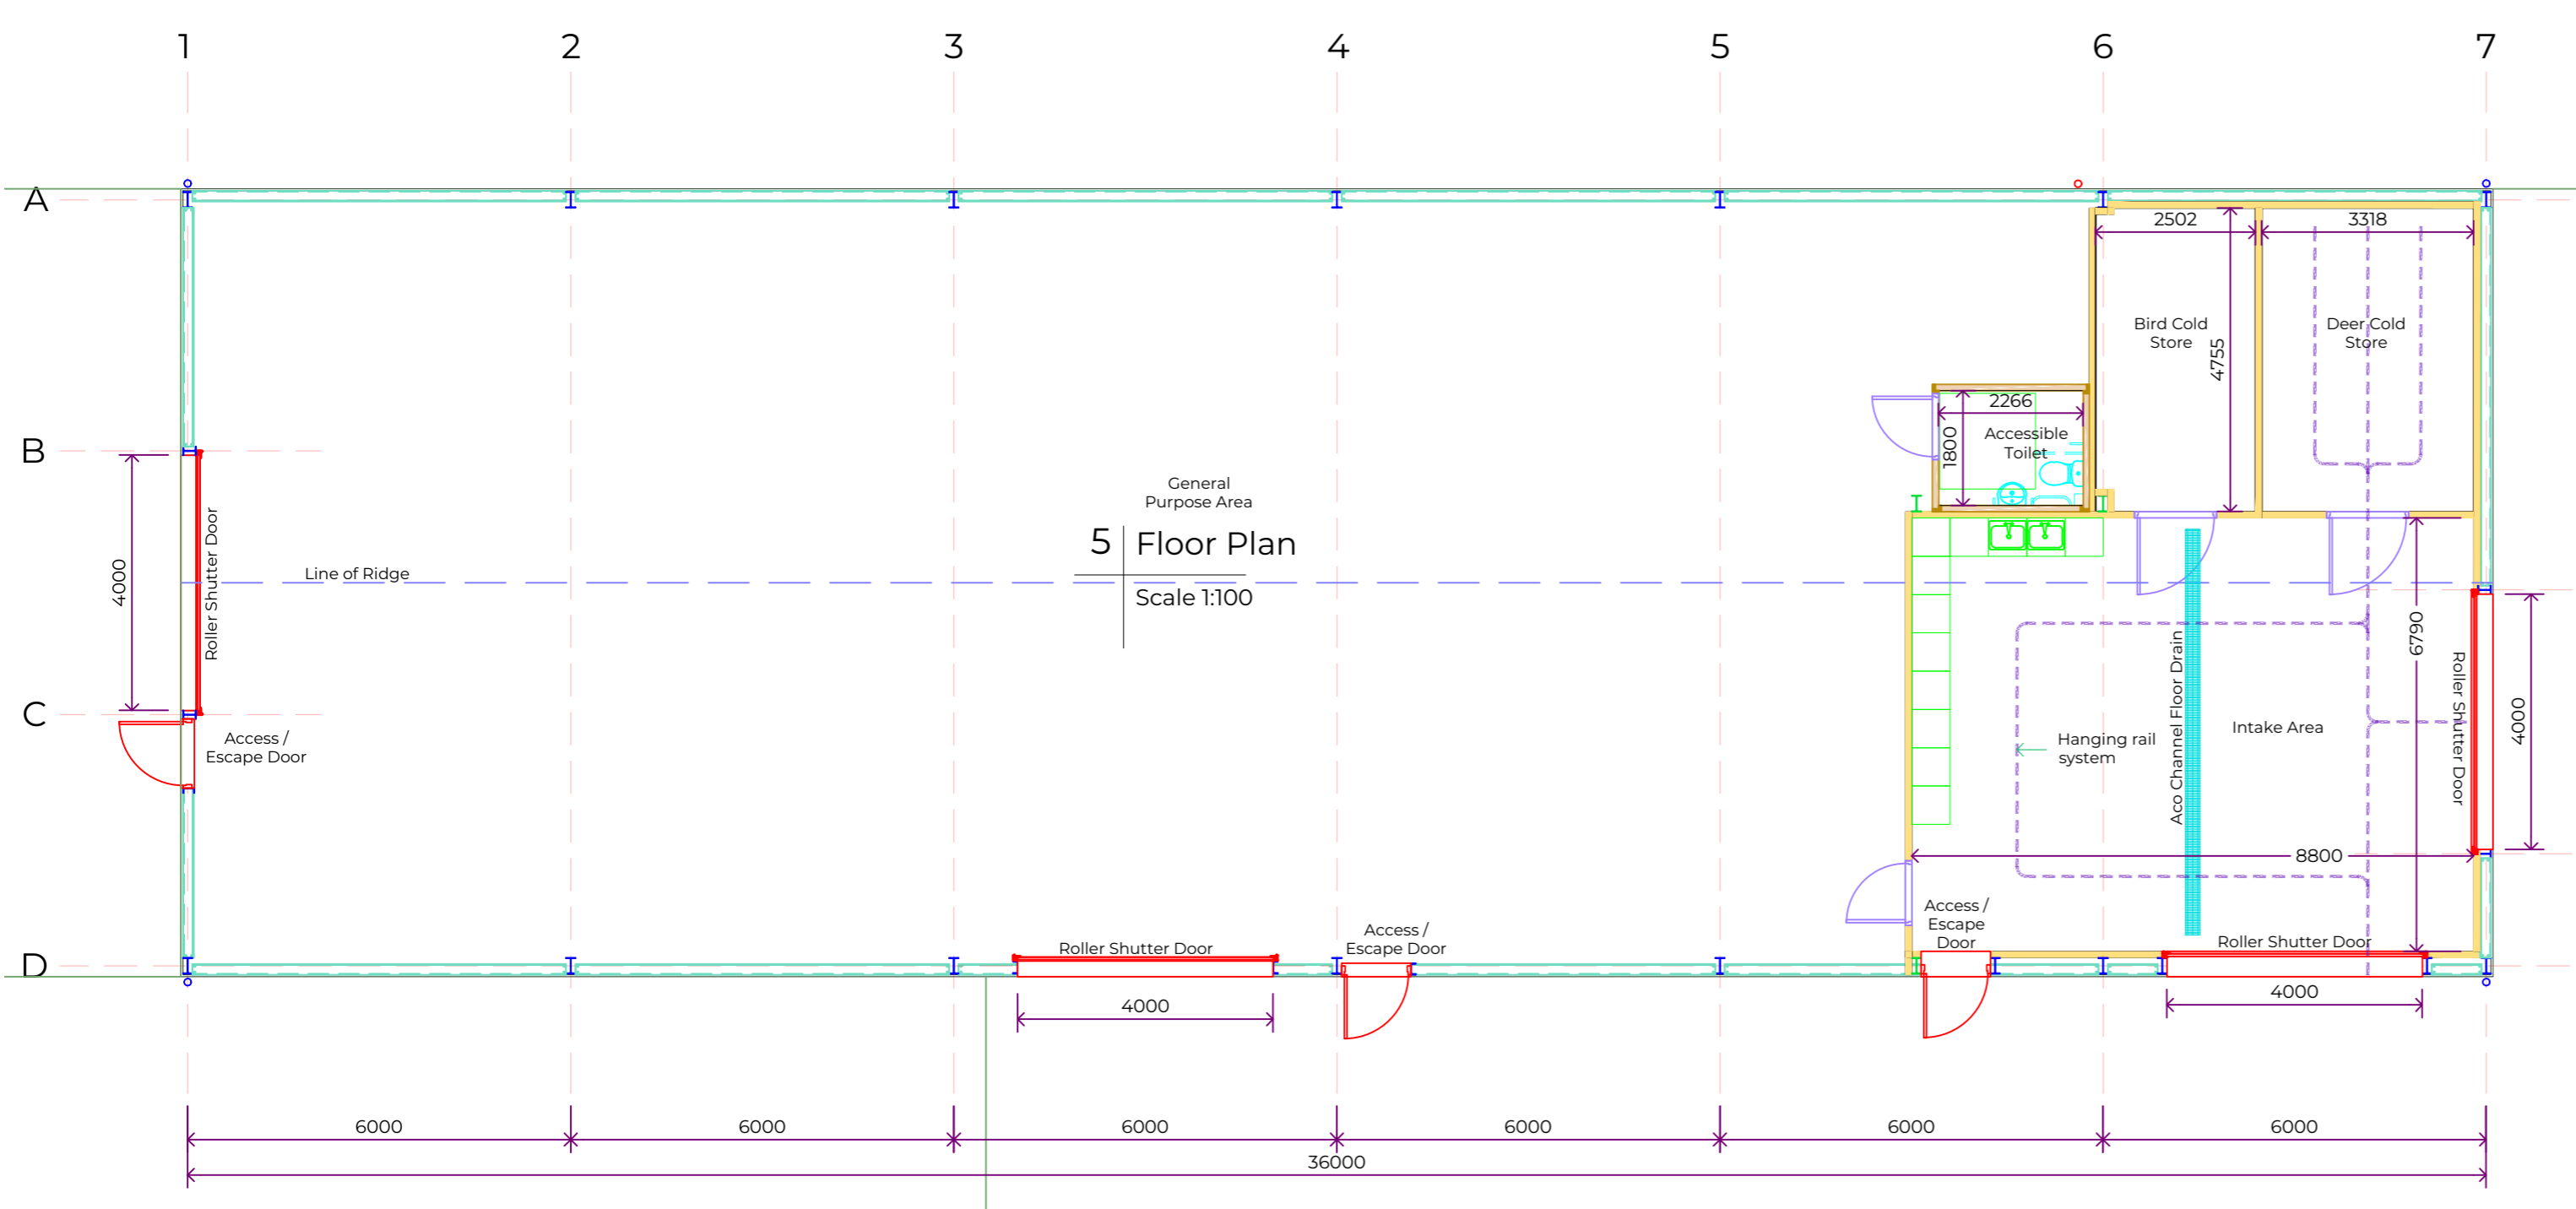 1 2 3 4 5 6 7
A
2502 3318
Bird Cold
Store
Deer Cold
Store
4755
2266
Accessible
Toilet
1800
B
General
Purpose Area
5 Floor Plan
Scale 1:100
Line of Ridge
4000
Roller Shutter Door
6790
Aco Channel Floor Drain
Roller Shutter Door
4000
C
Access /
Escape Door
Hanging rail
system
Intake Area
8800
Access /
Escape
Door
Access /
Escape Door
Roller Shutter Door
Roller Shutter Door
D
4000
4000
6000 6000 6000 6000 6000 6000
36000